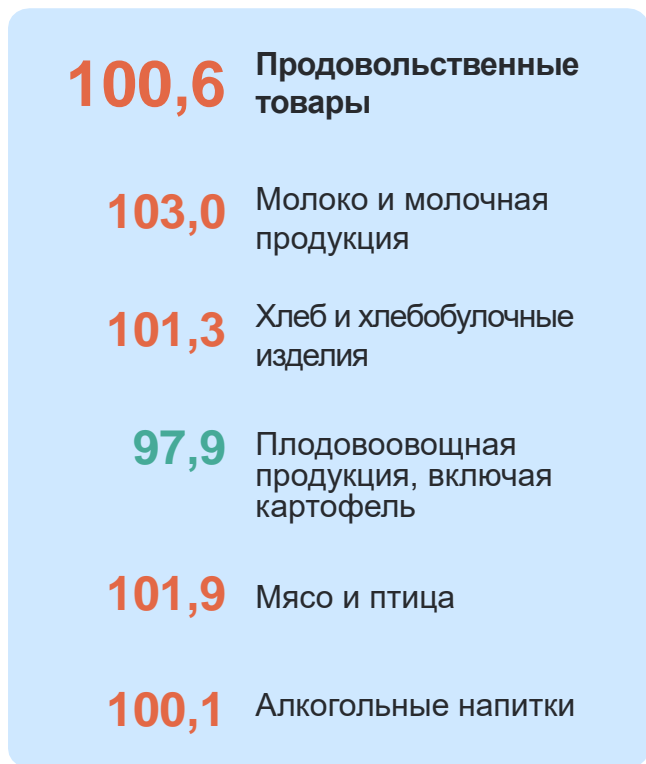 100,6 Продовольственные
товары
103,0 Молоко и молочная
продукция
101,3 Хлеб и хлебобулочные
изделия
97,9 Плодовоовощная
продукция, включая
картофель
101,9 Мясо и птица
100,1 Алкогольные напитки